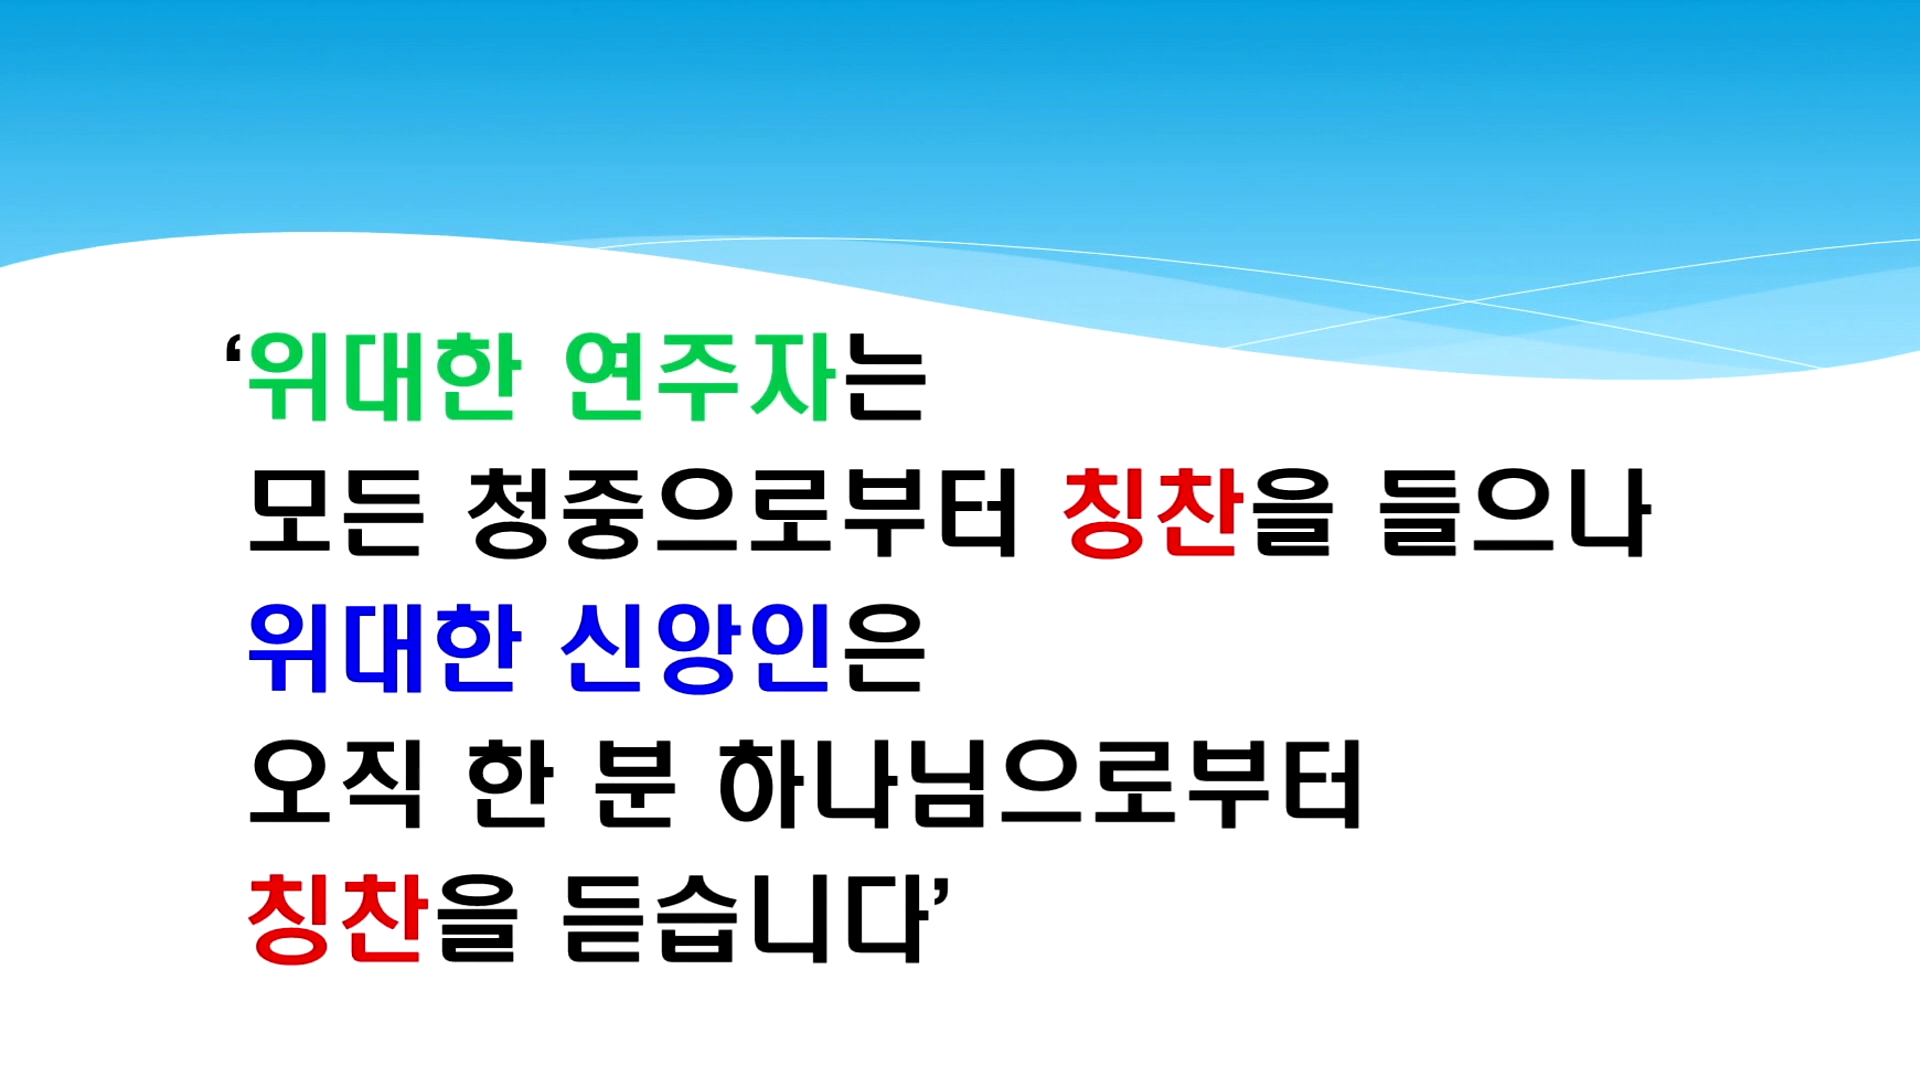 ‘위대한 연주자는
모든 청중으로부터 칭찬을 들으나
위대한 신앙인은
오직 한 분 하나님으로부터
칭찬을 듣습니다’